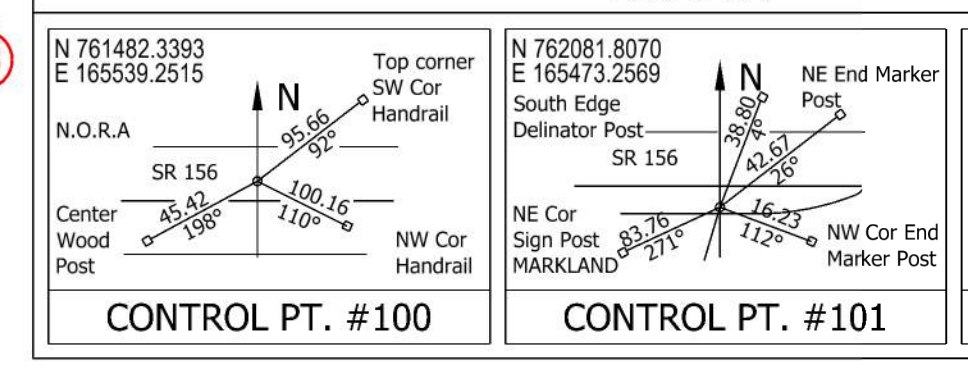 N 761482.3393
E 165539.2515
Top corner
SW Cor
Handrail
N
N.O.R.A
95.66
92°
SR 156
45.42
198°
100.16
110°
Center
Wood
Post
NW Cor
Handrail
CONTROL PT. #100
N 762081.8070
E 165473.2569
N
NE End Marker
Post
South Edge
Delinator Post
38.80
4°
SR 156
42.67
26°
NE Cor
Sign Post
MARKLAND
83.76
271°
16.23
112°
NW Cor End
Marker Post
CONTROL PT. #101